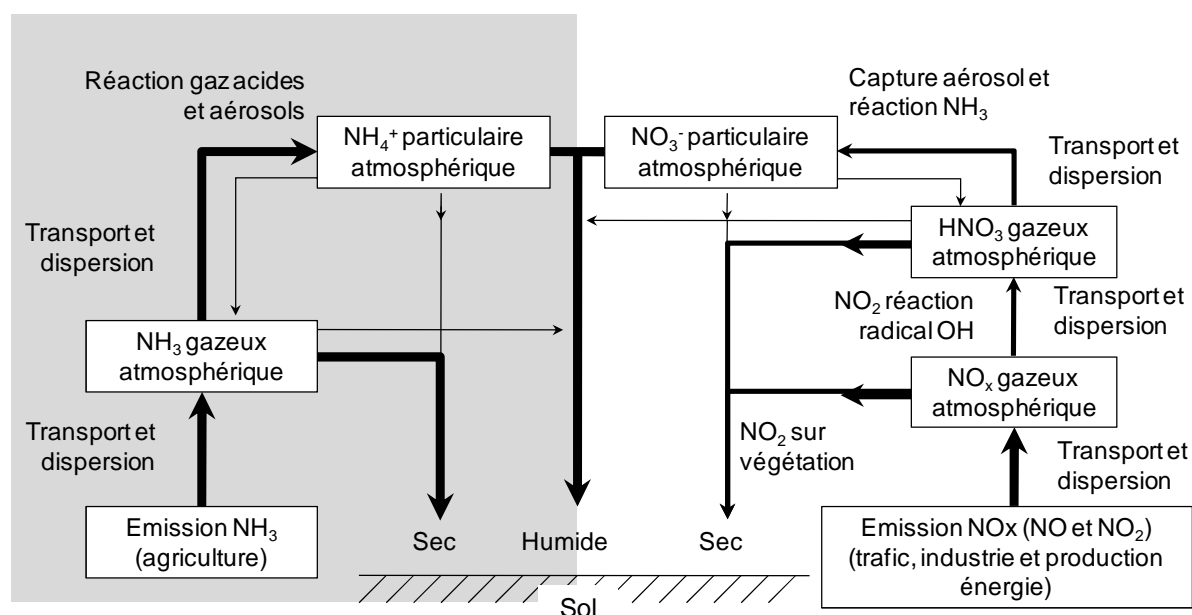 Réaction gaz acides
et aérosols
Capture aérosol et
réaction NH₃
NH₄⁺ particulaire
atmosphérique
NO₃⁻ particulaire
atmosphérique
Transport et
dispersion
HNO₃ gazeux
atmosphérique
Transport et
dispersion
NO₂ réaction
radical OH
Transport et
dispersion
NH₃ gazeux
atmosphérique
NOₓ gazeux
atmosphérique
Transport et
dispersion
NO₂ sur
végétation
Transport et
dispersion
Emission NH₃
(agriculture)
Sec
Humide
Sec
Emission NOx (NO et NO₂)
(trafic, industrie et production
énergie)
Sol